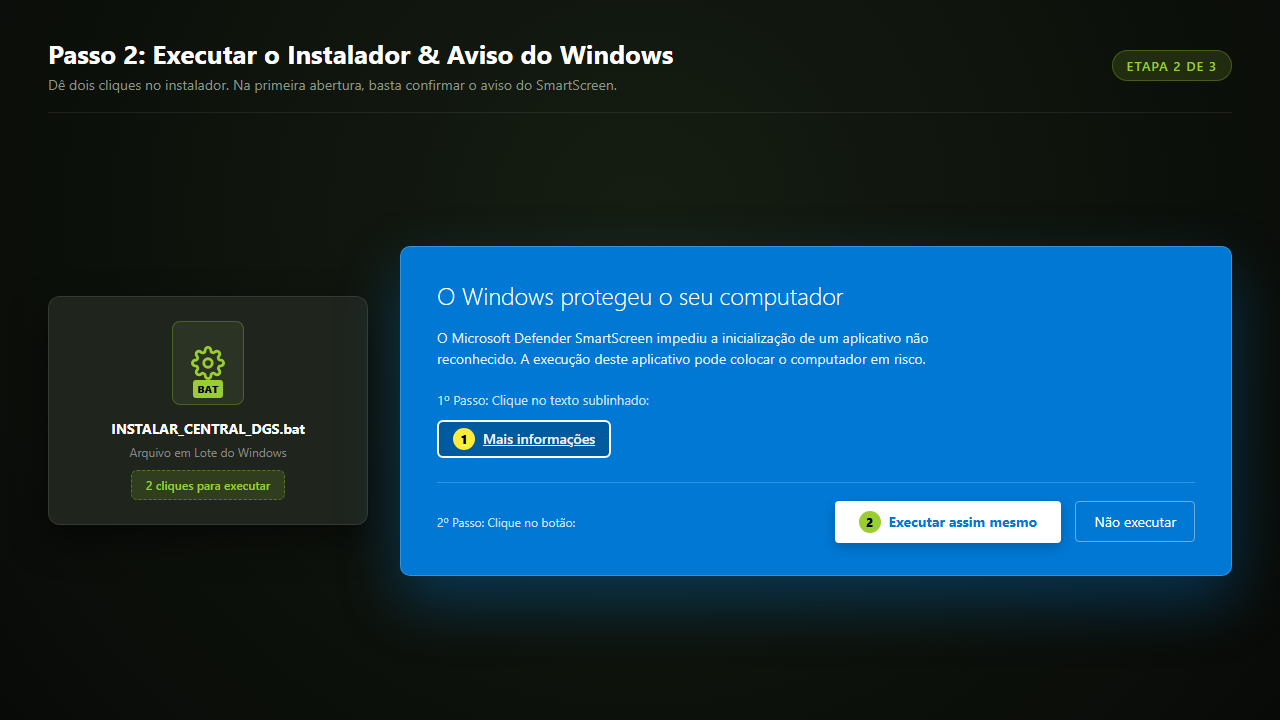 Passo 2: Executar o Instalador & Aviso do Windows
Dê dois cliques no instalador. Na primeira abertura, basta confirmar o aviso do SmartScreen.
ETAPA 2 DE 3
BAT
INSTALAR_CENTRAL_DGS.bat
Arquivo em Lote do Windows
2 cliques para executar
O Windows protegeu o seu computador
O Microsoft Defender SmartScreen impediu a inicialização de um aplicativo não
reconhecido. A execução deste aplicativo pode colocar o computador em risco.
1º Passo: Clique no texto sublinhado:
1 Mais informações
2º Passo: Clique no botão:
2 Executar assim mesmo
Não executar